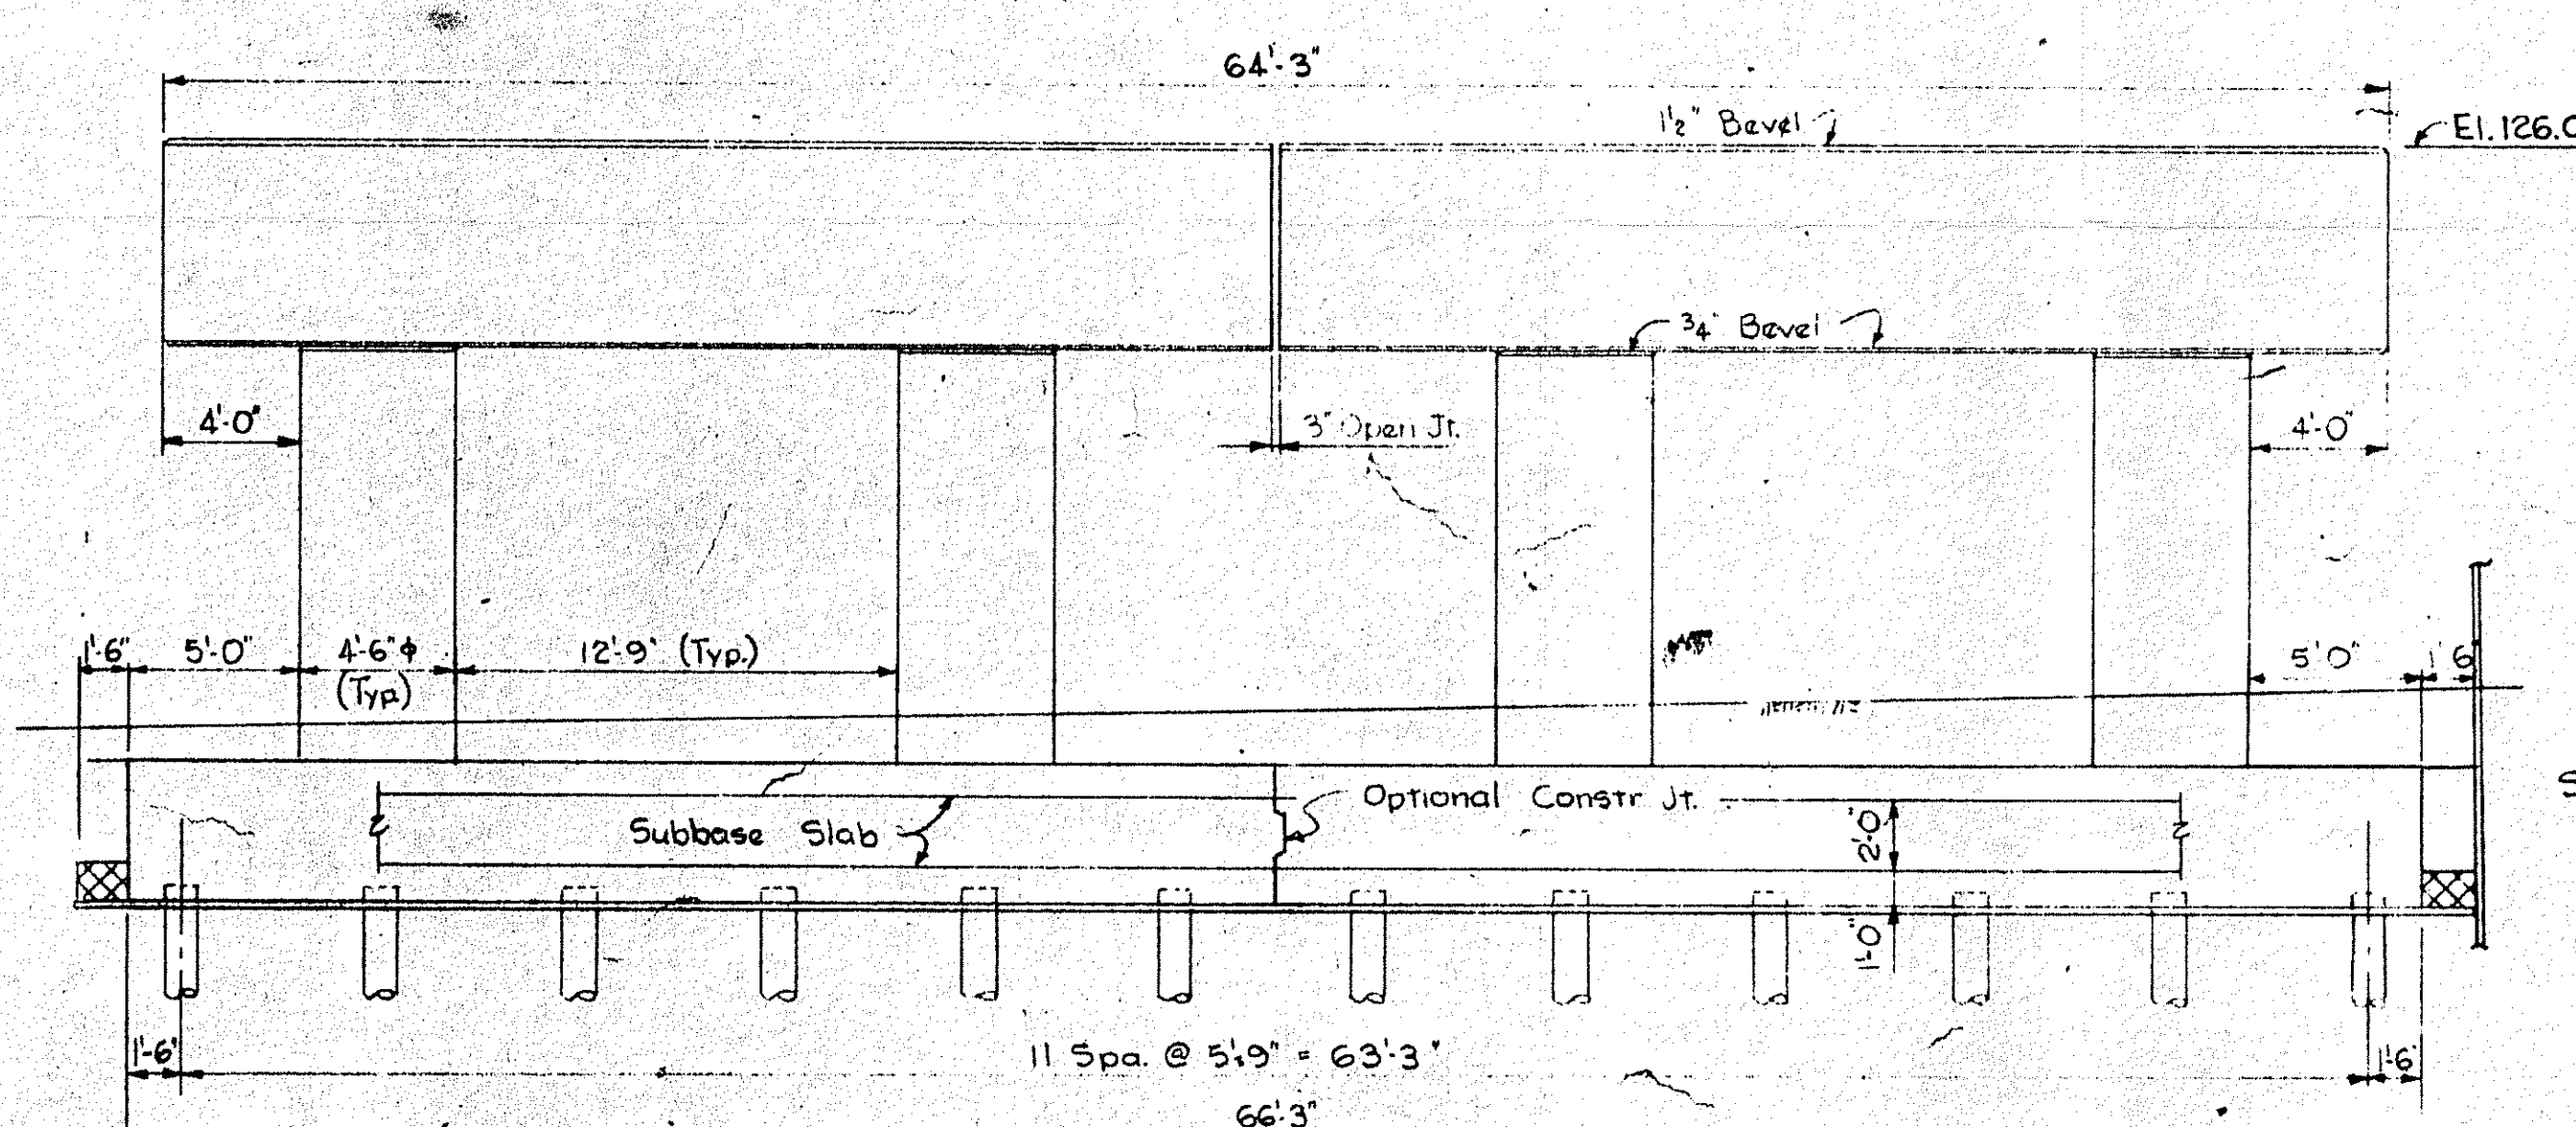 64'-3"
1½" Bevel
El. 126.0
¾" Bevel
4'-0"
3" Open Jt.
4'-0"
1'-6"
5'-0"
4'-6"ϕ
(Typ.)
12'-9" (Typ.)
5'0"
1'6
Optional Constr Jt.
Subbase Slab
2'-0"
1'-0"
1'-6"
11 Spa. @ 5'-9" = 63'-3"
1'-6"
66'-3"